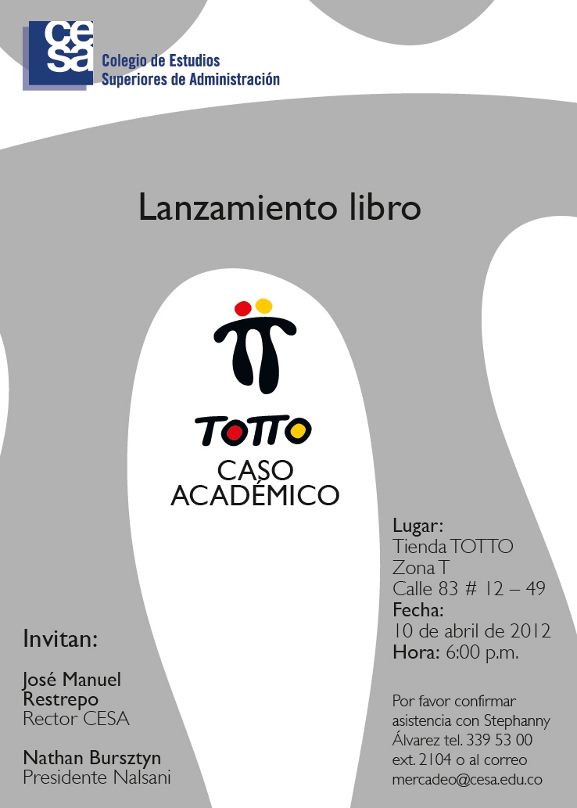 cesa
Colegio de Estudios
Superiores de Administración
Lanzamiento libro
TOTTO
CASO
ACADÉMICO
Lugar:
Tienda TOTTO
Zona T
Calle 83 # 12 – 49
Fecha:
10 de abril de 2012
Hora: 6:00 p.m.
Invitan:
José Manuel
Restrepo
Rector CESA
Nathan Bursztyn
Presidente Nalsani
Por favor confirmar
asistencia con Stephanny
Álvarez tel. 339 53 00
ext. 2104 o al correo
mercadeo@cesa.edu.co